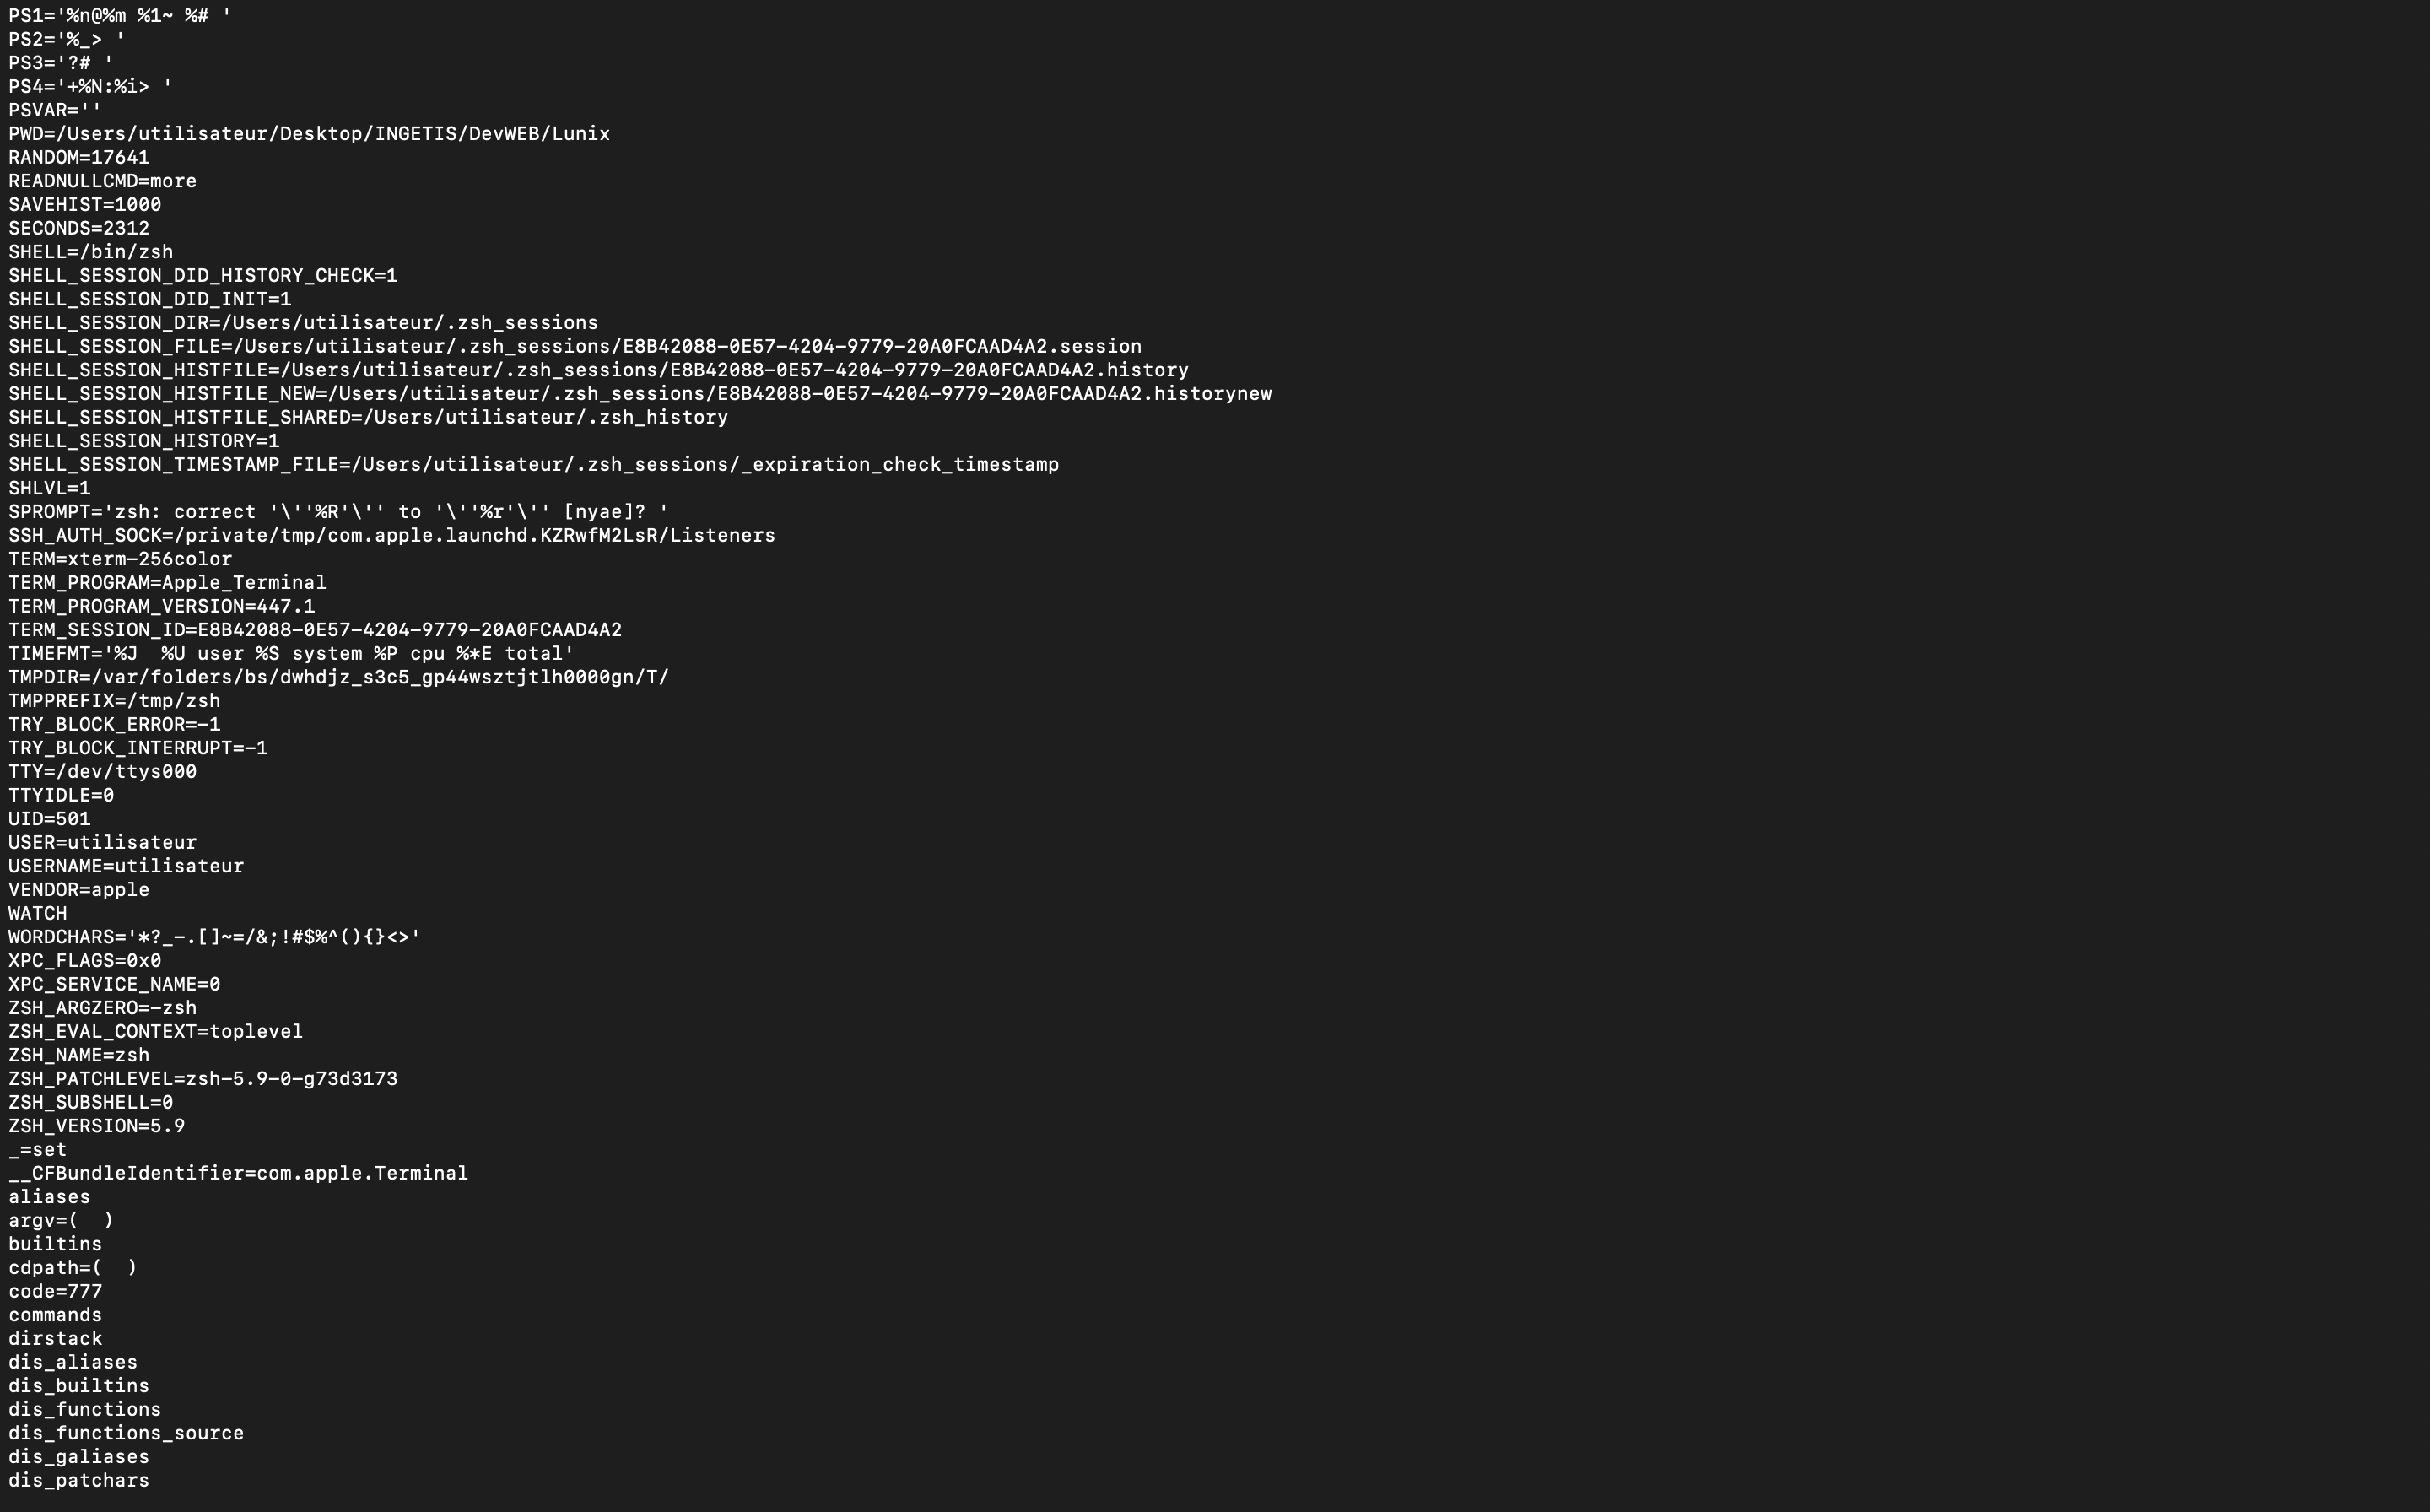 PS1='%n@%m %1~ %# '
PS2='%_> '
PS3='?# '
PS4='+%N:%i> '
PSVAR=''
PWD=/Users/utilisateur/Desktop/INGETIS/DevWEB/Lunix
RANDOM=17641
READNULLCMD=more
SAVEHIST=1000
SECONDS=2312
SHELL=/bin/zsh
SHELL_SESSION_DID_HISTORY_CHECK=1
SHELL_SESSION_DID_INIT=1
SHELL_SESSION_DIR=/Users/utilisateur/.zsh_sessions
SHELL_SESSION_FILE=/Users/utilisateur/.zsh_sessions/E8B42088-0E57-4204-9779-20A0FCAAD4A2.session
SHELL_SESSION_HISTFILE=/Users/utilisateur/.zsh_sessions/E8B42088-0E57-4204-9779-20A0FCAAD4A2.history
SHELL_SESSION_HISTFILE_NEW=/Users/utilisateur/.zsh_sessions/E8B42088-0E57-4204-9779-20A0FCAAD4A2.historynew
SHELL_SESSION_HISTFILE_SHARED=/Users/utilisateur/.zsh_history
SHELL_SESSION_HISTORY=1
SHELL_SESSION_TIMESTAMP_FILE=/Users/utilisateur/.zsh_sessions/_expiration_check_timestamp
SHLVL=1
SPROMPT='zsh: correct '\''%R'\'' to '\''%r'\'' [nyae]? '
SSH_AUTH_SOCK=/private/tmp/com.apple.launchd.KZRwfM2LsR/Listeners
TERM=xterm-256color
TERM_PROGRAM=Apple_Terminal
TERM_PROGRAM_VERSION=447.1
TERM_SESSION_ID=E8B42088-0E57-4204-9779-20A0FCAAD4A2
TIMEFMT='%J  %U user %S system %P cpu %*E total'
TMPDIR=/var/folders/bs/dwhdjz_s3c5_gp44wsztjtlh0000gn/T/
TMPPREFIX=/tmp/zsh
TRY_BLOCK_ERROR=-1
TRY_BLOCK_INTERRUPT=-1
TTY=/dev/ttys000
TTYIDLE=0
UID=501
USER=utilisateur
USERNAME=utilisateur
VENDOR=apple
WATCH
WORDCHARS='*?_-.[]~=/&;!#$%^(){}<>'
XPC_FLAGS=0x0
XPC_SERVICE_NAME=0
ZSH_ARGZERO=-zsh
ZSH_EVAL_CONTEXT=toplevel
ZSH_NAME=zsh
ZSH_PATCHLEVEL=zsh-5.9-0-g73d3173
ZSH_SUBSHELL=0
ZSH_VERSION=5.9
_=set
__CFBundleIdentifier=com.apple.Terminal
aliases
argv=(  )
builtins
cdpath=(  )
code=777
commands
dirstack
dis_aliases
dis_builtins
dis_functions
dis_functions_source
dis_galiases
dis_patchars